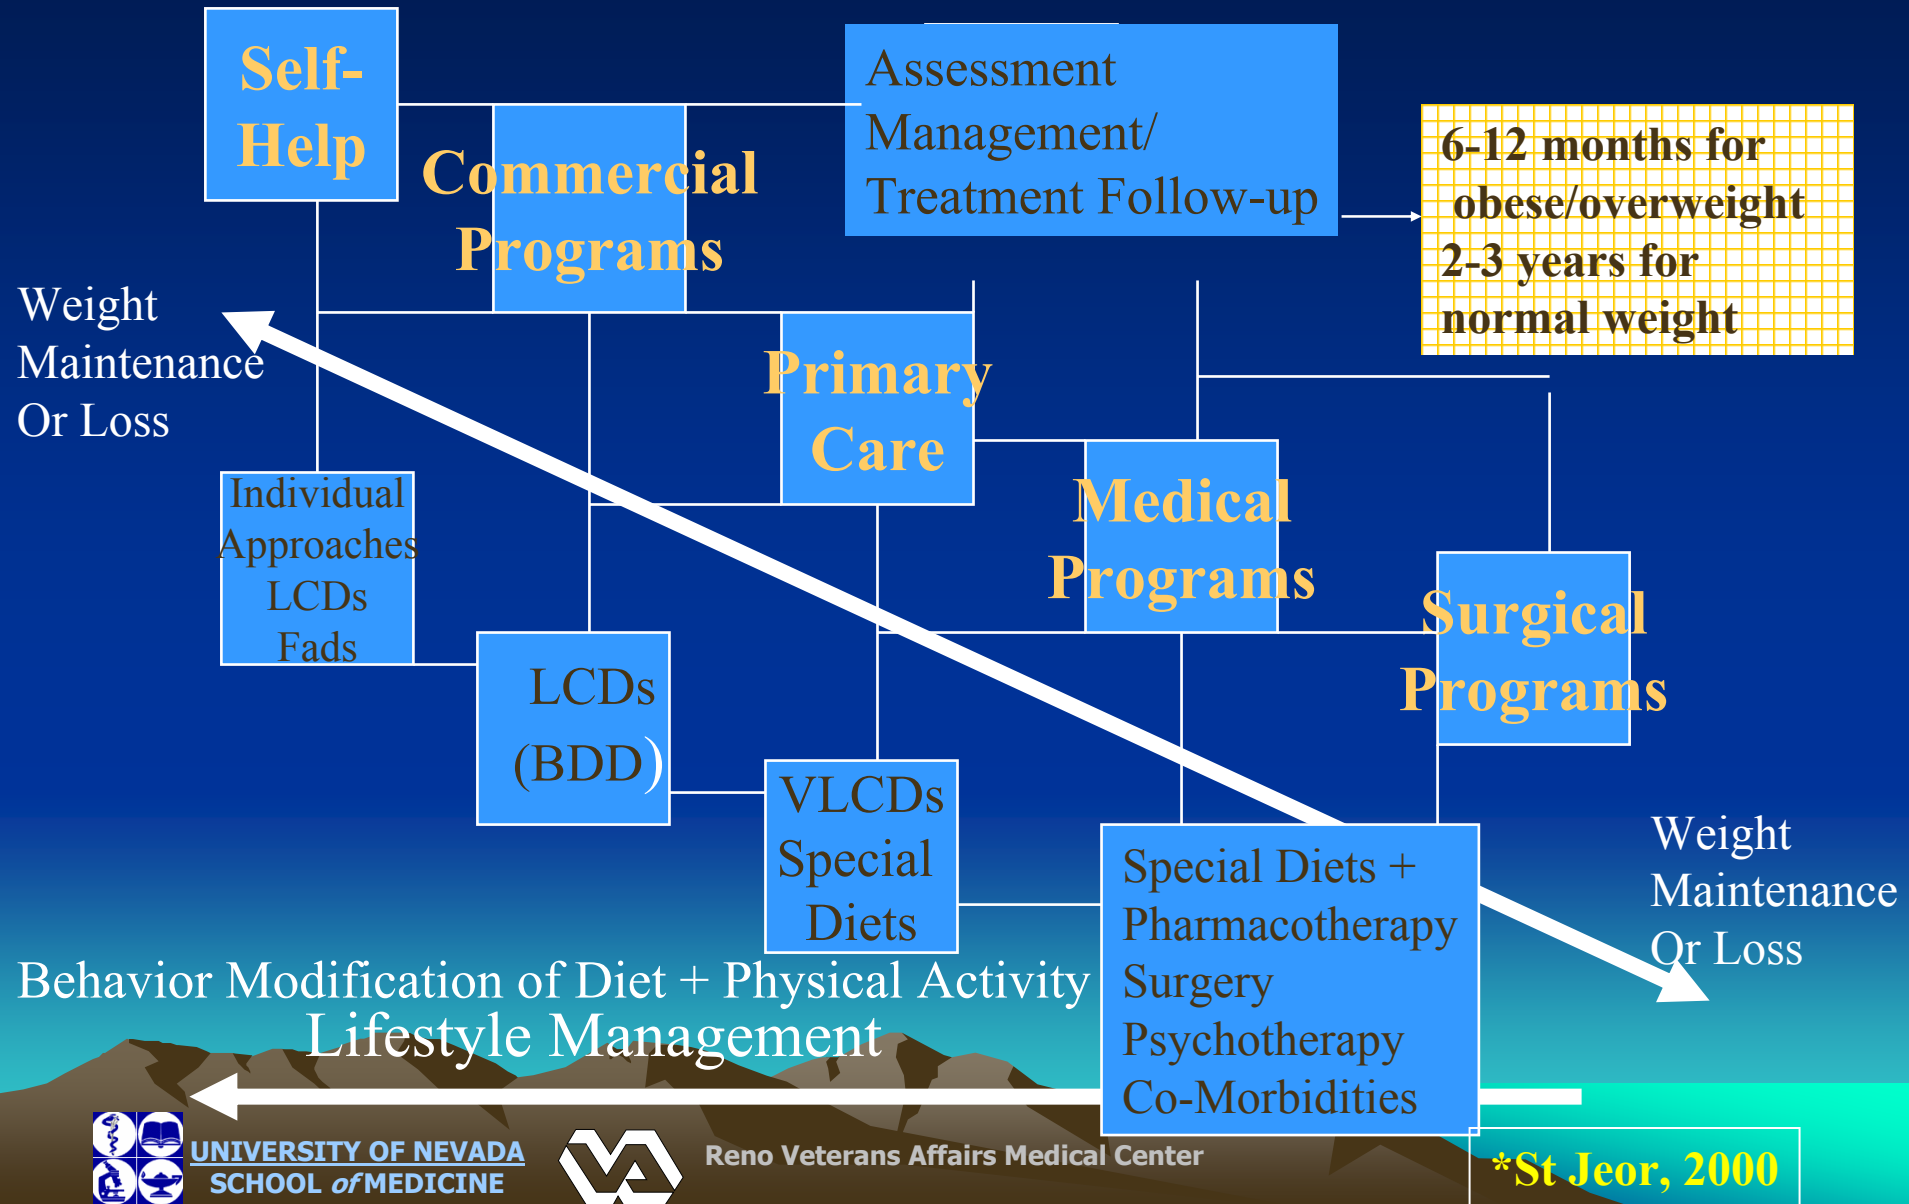 Self-
Help
Commercial
Programs
Assessment
Management/
Treatment Follow-up
6-12 months for
obese/overweight
2-3 years for
normal weight
Weight
Maintenance
Or Loss
Primary
Care
Medical
Programs
Surgical
Programs
Individual
Approaches
LCDs
Fads
LCDs
(BDD)
VLCDs
Special
Diets
Special Diets +
Pharmacotherapy
Surgery
Psychotherapy
Co-Morbidities
Weight
Maintenance
Or Loss
Behavior Modification of Diet + Physical Activity
Lifestyle Management
UNIVERSITY OF NEVADA
SCHOOL of MEDICINE
Reno Veterans Affairs Medical Center
*St Jeor, 2000